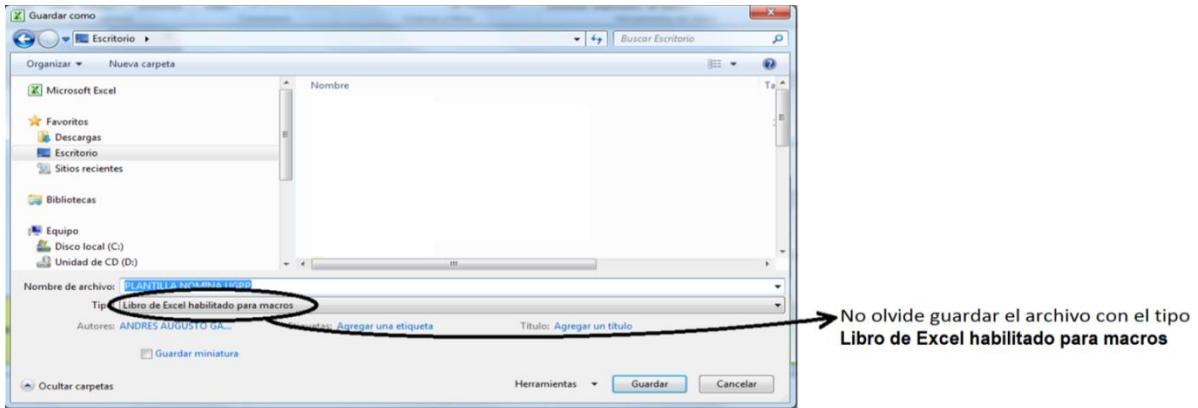 Guardar como
Escritorio
Buscar Escritorio
Organizar
Nueva carpeta
Microsoft Excel
Favoritos
Descargas
Escritorio
Sitios recientes
Bibliotecas
Equipo
Disco local (C:)
Unidad de CD (D:)
Nombre
Nombre de archivo: PLANTILLA NOMINA UGPP
Libro de Excel habilitado para macros
Autores: ANDRES AUGUSTO GA...
Agregar una etiqueta
Título: Agregar un título
Guardar miniatura
Ocultar carpetas
Herramientas
Guardar
Cancelar
No olvide guardar el archivo con el tipo
Libro de Excel habilitado para macros